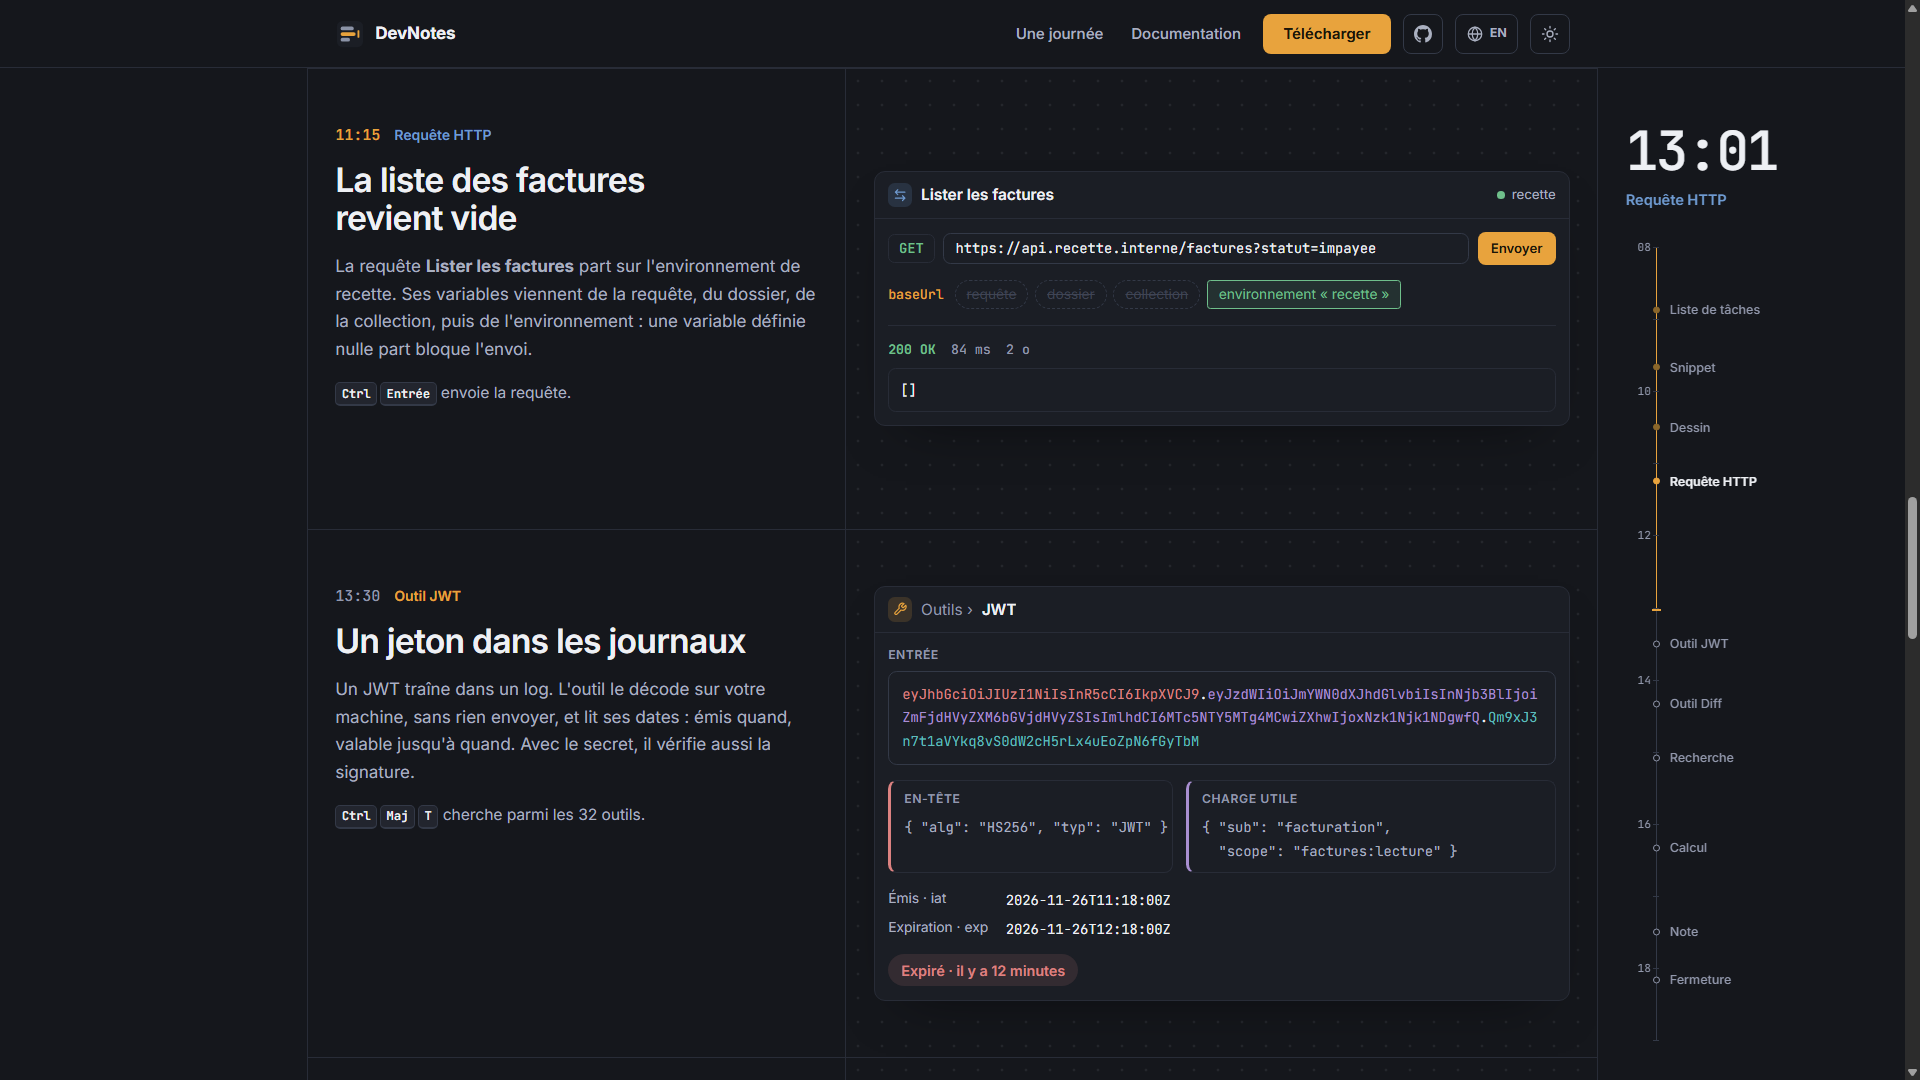 DevNotes
Une journée
Documentation
Télécharger
EN
11:15 Requête HTTP
La liste des factures
revient vide
La requête Lister les factures part sur l'environnement de
recette. Ses variables viennent de la requête, du dossier, de
la collection, puis de l'environnement : une variable définie
nulle part bloque l'envoi.
Ctrl Entrée envoie la requête.
Lister les factures
recette
GET https://api.recette.interne/factures?statut=impayee Envoyer
baseUrl requête dossier collection environnement « recette »
200 OK 84 ms 2 o
[]
13:30 Outil JWT
Un jeton dans les journaux
Un JWT traîne dans un log. L'outil le décode sur votre
machine, sans rien envoyer, et lit ses dates : émis quand,
valable jusqu'à quand. Avec le secret, il vérifie aussi la
signature.
Ctrl Maj T cherche parmi les 32 outils.
Outils › JWT
ENTRÉE
eyJhbGciOiJIUzI1NiIsInR5cCI6IkpXVCJ9.eyJzdWIiOiJmYWN0dXJhdGlvbiIsInNjb3BlIjoi
ZmFjdHVyZXM6bGVjdHVyZSIsImlhdCI6MTc5NTY5MTg4MCwiZXhwIjoxNzk1Njk1NDgwfQ.Qm9xJ3
n7t1aVYkq8vS0dW2cH5rLx4uEoZpN6fGyTbM
EN-TÊTE
{ "alg": "HS256", "typ": "JWT" }
CHARGE UTILE
{ "sub": "facturation",
"scope": "factures:lecture" }
Émis · iat 2026-11-26T11:18:00Z
Expiration · exp 2026-11-26T12:18:00Z
Expiré · il y a 12 minutes
13:01
Requête HTTP
08
Liste de tâches
Snippet
10
Dessin
Requête HTTP
12
Outil JWT
14
Outil Diff
Recherche
16
Calcul
Note
18
Fermeture